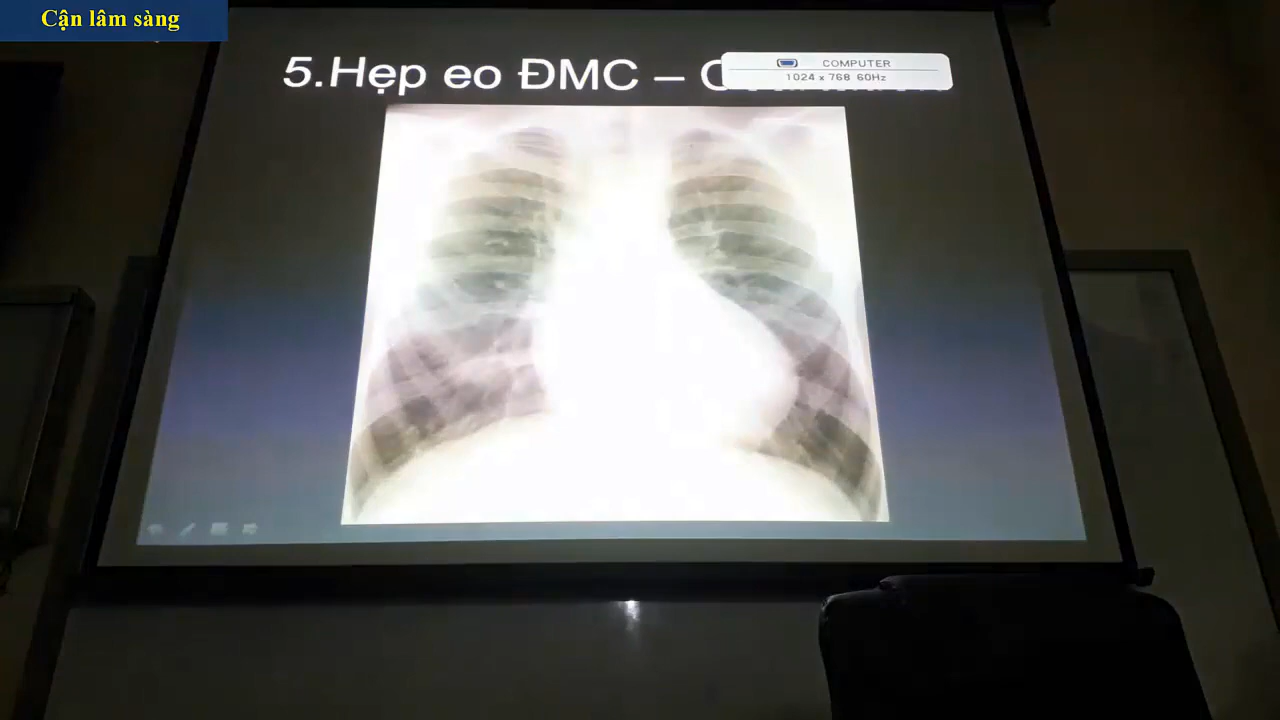 Cận lâm sàng
5.Hẹp eo ĐMC –
COMPUTER
1024 x 768 60Hz